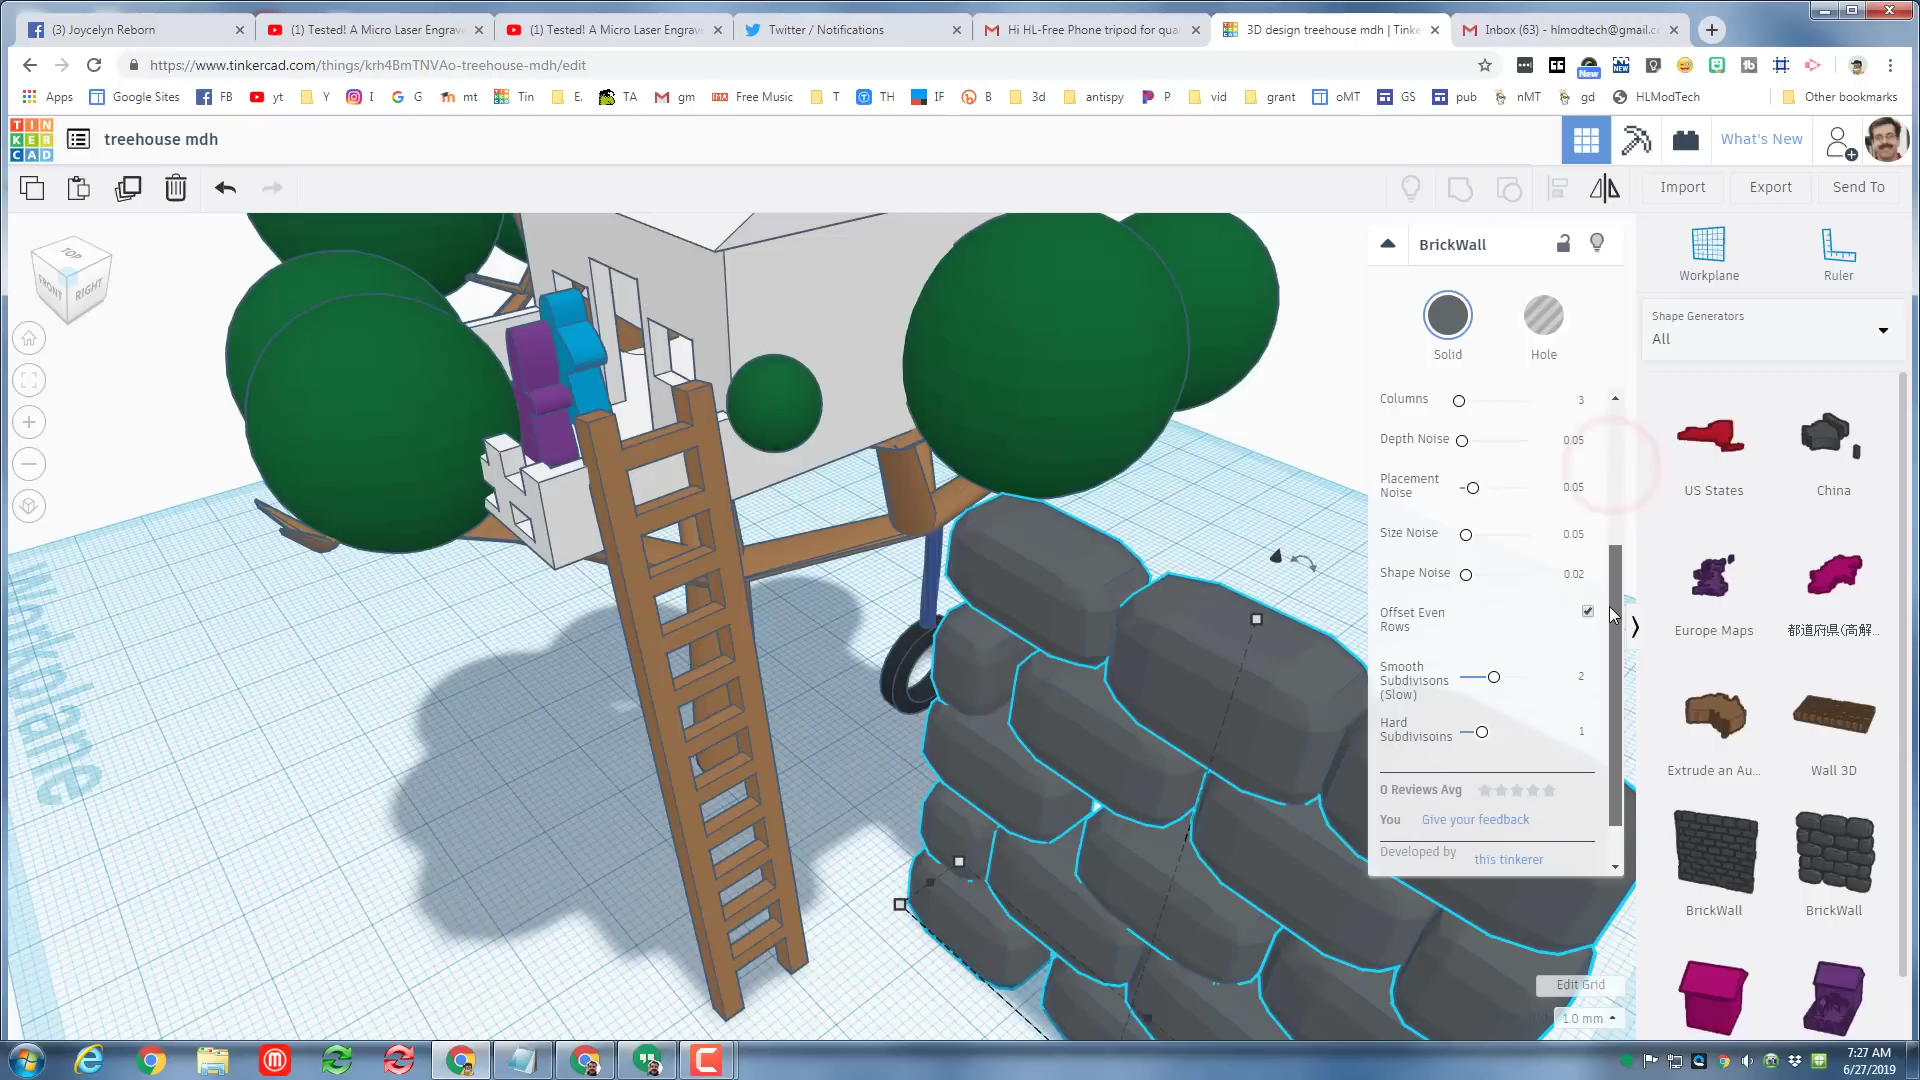 (3) Joycelyn Reborn
(1) Tested! A Micro Laser Engrave
(1) Tested! A Micro Laser Engrave
Twitter / Notifications
Hi HL-Free Phone tripod for qua
3D design treehouse mdh | Tinke
Inbox (63) - hlmodtech@gmail.c
https://www.tinkercad.com/things/krh4BmTNVAo-treehouse-mdh/edit
New
NEW
Apps
Google Sites
FB
yt
Y
I
G
mt
Tin
E.
TA
gm
Free Music
T
TH
IF
B
3d
antispy
P
vid
grant
oMT
GS
pub
nMT
gd
HLModTech
Other bookmarks
TIN
KER
CAD
treehouse mdh
What's New
Import
Export
Send To
TOP
FRONT
RIGHT
Workplane
BrickWall
Solid
Hole
Columns
3
Depth Noise
0.05
Placement
Noise
0.05
Size Noise
0.05
Shape Noise
0.02
Offset Even
Rows
Smooth
Subdivisons
(Slow)
2
Hard
Subdivisoins
1
0 Reviews Avg
You
Give your feedback
Developed by
this tinkerer
Edit Grid
1.0 mm
Workplane
Ruler
Shape Generators
All
US States
China
Europe Maps
都道府県(高解...
Extrude an Au...
Wall 3D
BrickWall
BrickWall
7:27 AM
6/27/2019